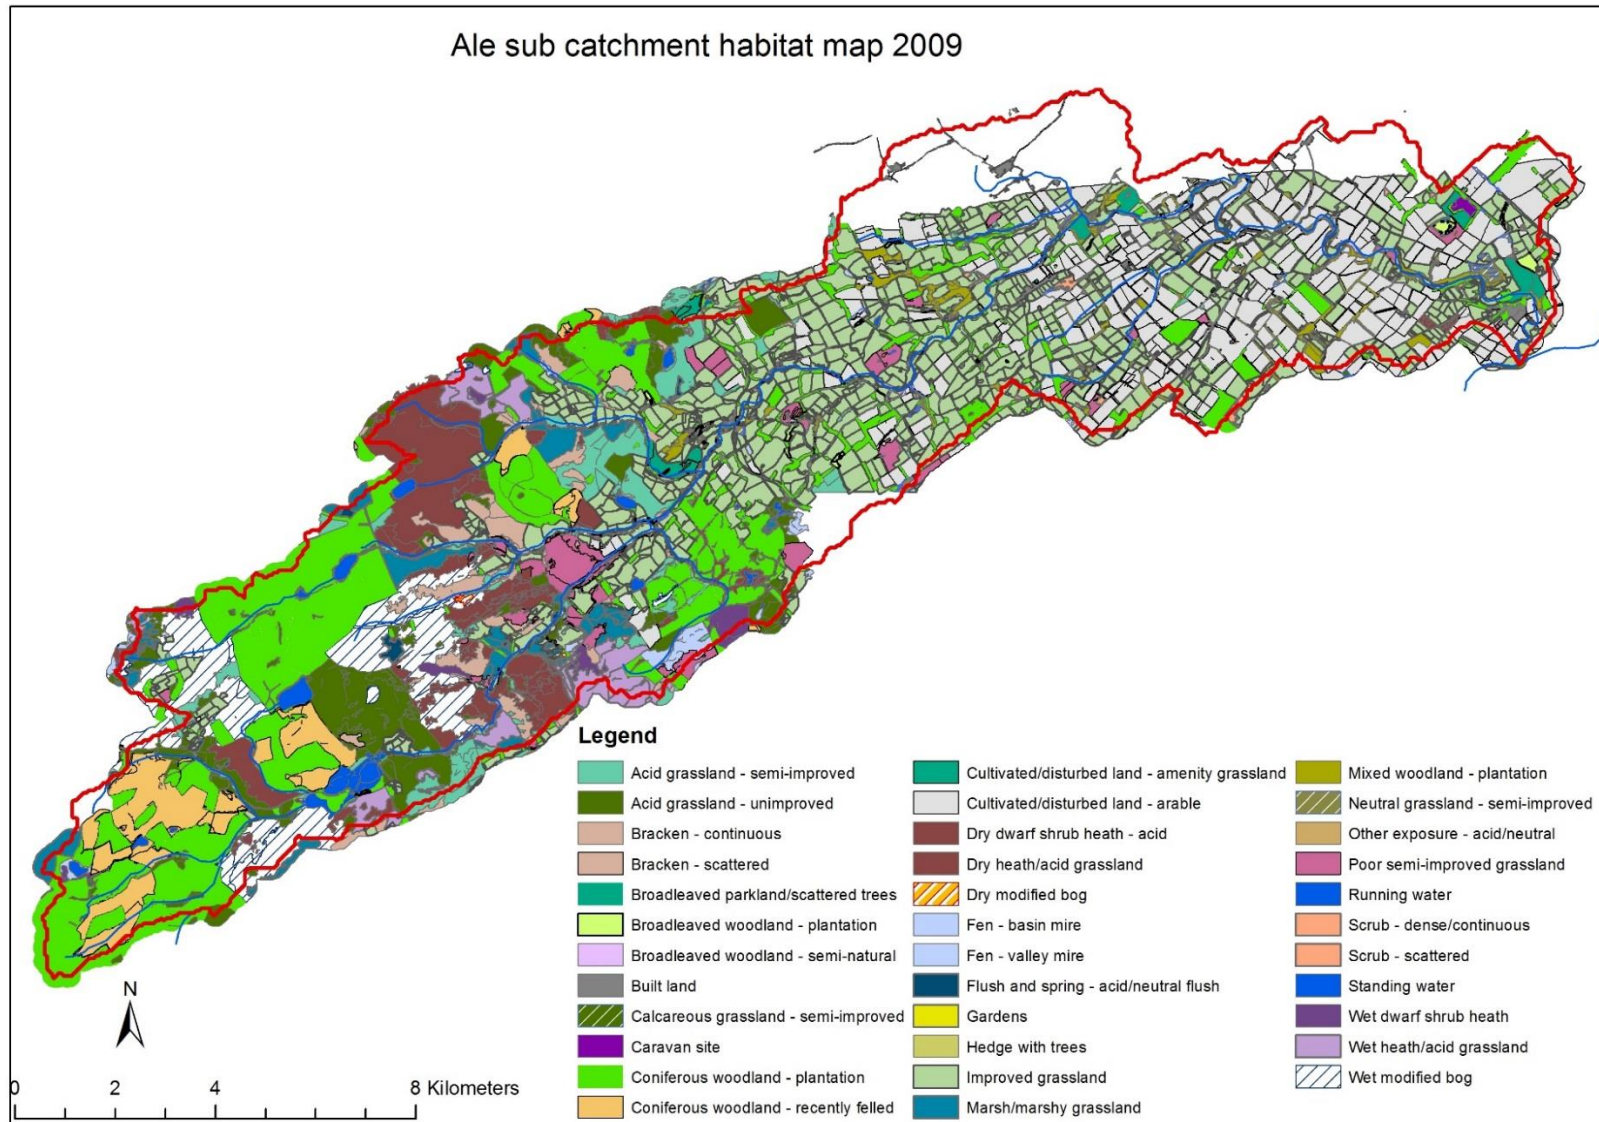 Ale sub catchment habitat map 2009
Legend
Acid grassland - semi-improved
Acid grassland - unimproved
Bracken - continuous
Bracken - scattered
Broadleaved parkland/scattered trees
Broadleaved woodland - plantation
Broadleaved woodland - semi-natural
Built land
Calcareous grassland - semi-improved
Caravan site
Coniferous woodland - plantation
Coniferous woodland - recently felled
Cultivated/disturbed land - amenity grassland
Cultivated/disturbed land - arable
Dry dwarf shrub heath - acid
Dry heath/acid grassland
Dry modified bog
Fen - basin mire
Fen - valley mire
Flush and spring - acid/neutral flush
Gardens
Hedge with trees
Improved grassland
Marsh/marshy grassland
Mixed woodland - plantation
Neutral grassland - semi-improved
Other exposure - acid/neutral
Poor semi-improved grassland
Running water
Scrub - dense/continuous
Scrub - scattered
Standing water
Wet dwarf shrub heath
Wet heath/acid grassland
Wet modified bog
N
0 2 4 8 Kilometers